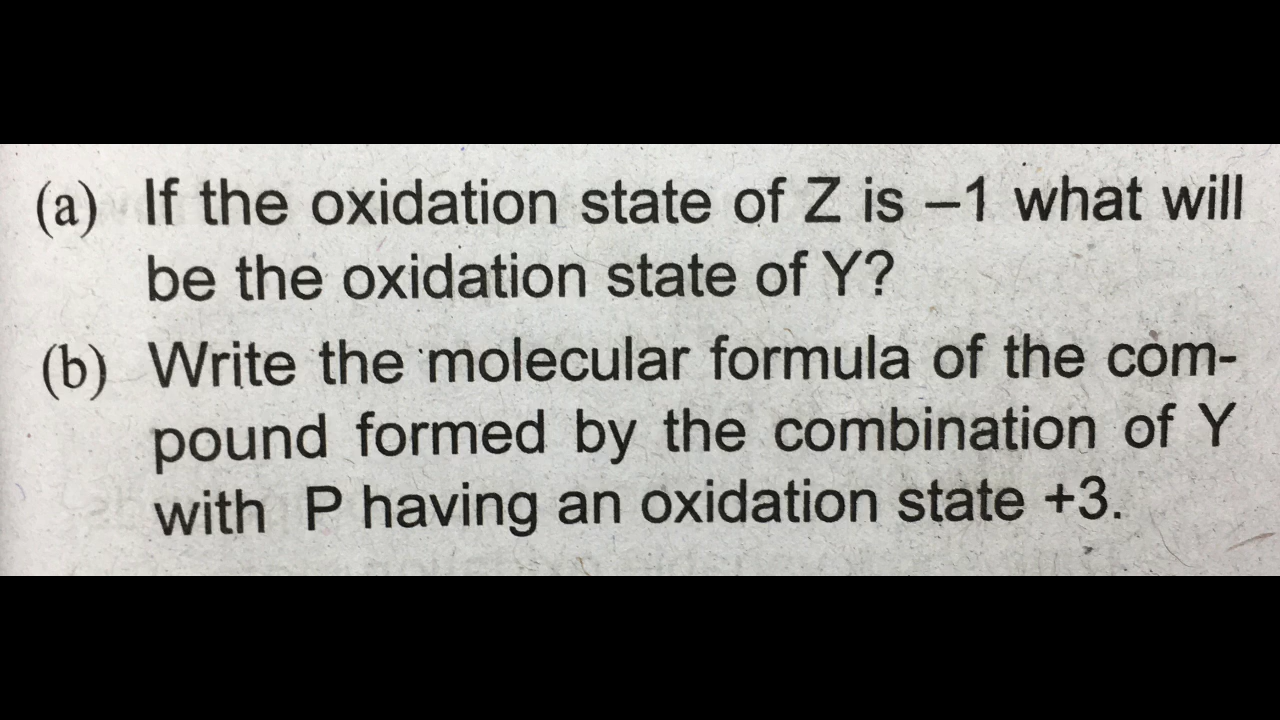 (a) If the oxidation state of Z is –1 what will
be the oxidation state of Y?
(b) Write the molecular formula of the com-
pound formed by the combination of Y
with P having an oxidation state +3.